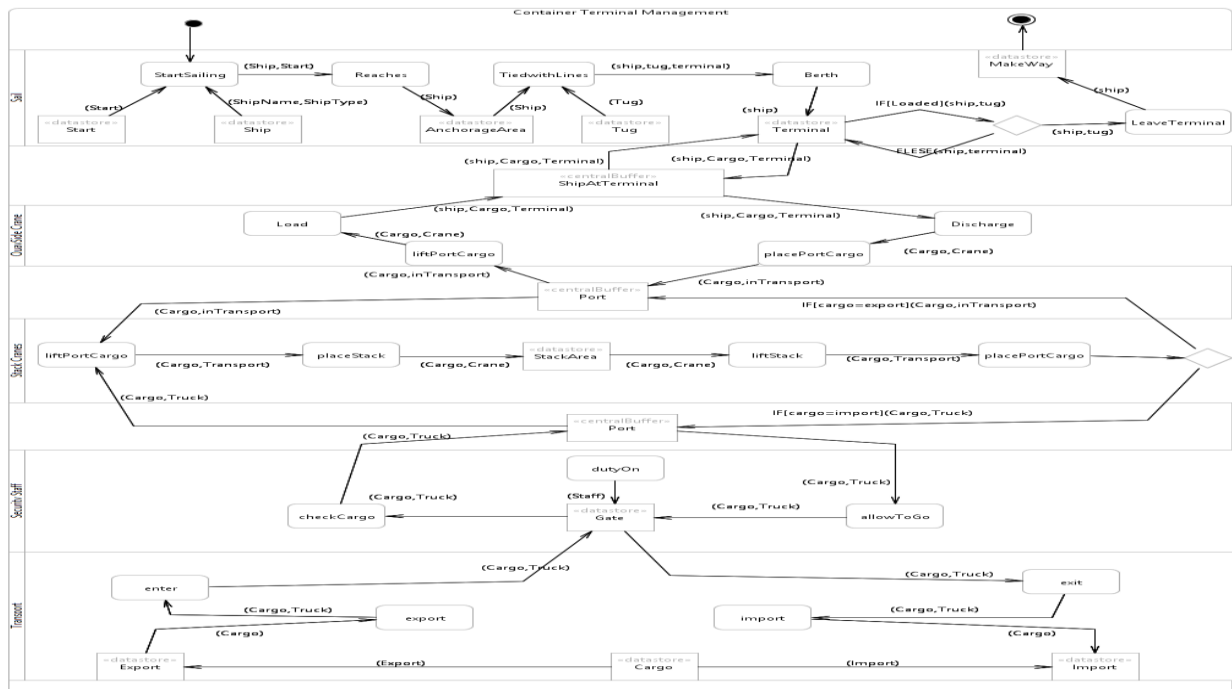 Container Terminal Management
Sail
StartSailing
(Ship,Start)
Reaches
(Start)
(ShipName,ShipType)
(Ship)
«datastore»
Start
«datastore»
Ship
«datastore»
AnchorageArea
TiedwithLines
(ship,tug,terminal)
Berth
(Ship)
(Tug)
«datastore»
Tug
(ship)
«datastore»
Terminal
IF[Loaded](ship,tug)
«datastore»
MakeWay
(ship)
LeaveTerminal
(ship,tug)
ELESE(ship,terminal)
(ship,Cargo,Terminal)
(ship,Cargo,Terminal)
«centralBuffer»
ShipAtTerminal
QuaiSide Crane
Load
(ship,Cargo,Terminal)
(ship,Cargo,Terminal)
Discharge
(Cargo,Crane)
liftPortCargo
placePortCargo
(Cargo,Crane)
(Cargo,inTransport)
(Cargo,inTransport)
«centralBuffer»
Port
(Cargo,inTransport)
IF[cargo=export](Cargo,inTransport)
Stack Cranes
liftPortCargo
(Cargo,Transport)
placeStack
(Cargo,Crane)
«datastore»
StackArea
(Cargo,Crane)
liftStack
(Cargo,Transport)
placePortCargo
(Cargo,Truck)
IF[cargo=import](Cargo,Truck)
«centralBuffer»
Port
(Cargo,Truck)
Security Staff
dutyOn
(Cargo,Truck)
(Staff)
(Cargo,Truck)
checkCargo
«datastore»
Gate
(Cargo,Truck)
allowToGo
Transport
enter
(Cargo,Truck)
(Cargo,Truck)
exit
(Cargo,Truck)
export
(Cargo)
import
(Cargo,Truck)
(Cargo)
«datastore»
Export
(Export)
«datastore»
Cargo
(Import)
«datastore»
Import